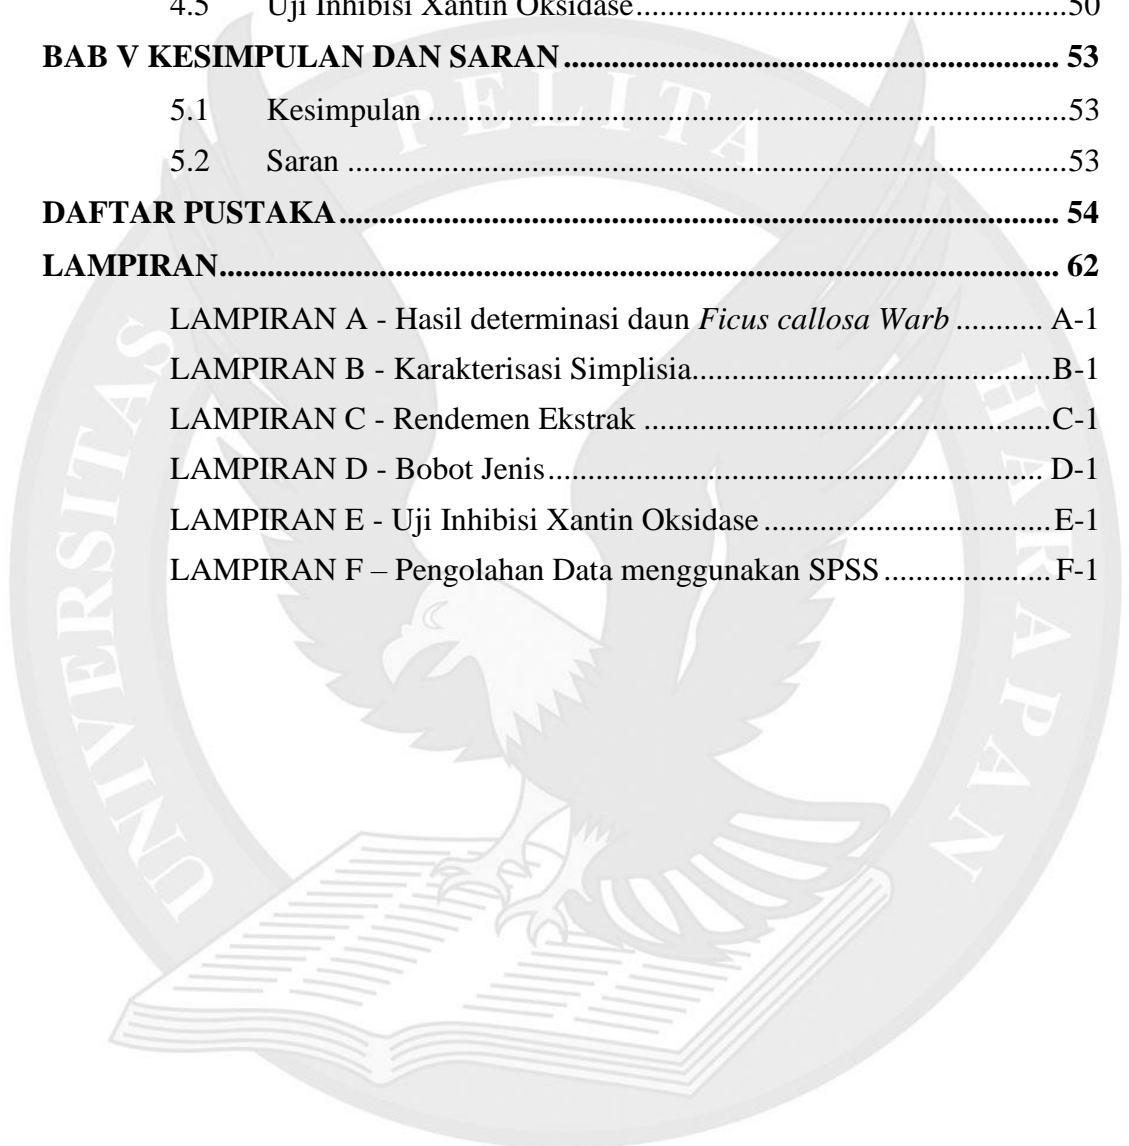 4.5 Uji Inhibisi Xantin Oksidase..........................................................50
BAB V KESIMPULAN DAN SARAN.............................................................. 53
5.1 Kesimpulan ................................................................................53
5.2 Saran ..........................................................................................53
DAFTAR PUSTAKA.......................................................................................... 54
LAMPIRAN......................................................................................................... 62
LAMPIRAN A - Hasil determinasi daun Ficus callosa Warb ........... A-1
LAMPIRAN B - Karakterisasi Simplisia.............................................B-1
LAMPIRAN C - Rendemen Ekstrak ...................................................C-1
LAMPIRAN D - Bobot Jenis.............................................................. D-1
LAMPIRAN E - Uji Inhibisi Xantin Oksidase....................................E-1
LAMPIRAN F – Pengolahan Data menggunakan SPSS..................... F-1
UNIVERSITAS PELITA HARAPAN